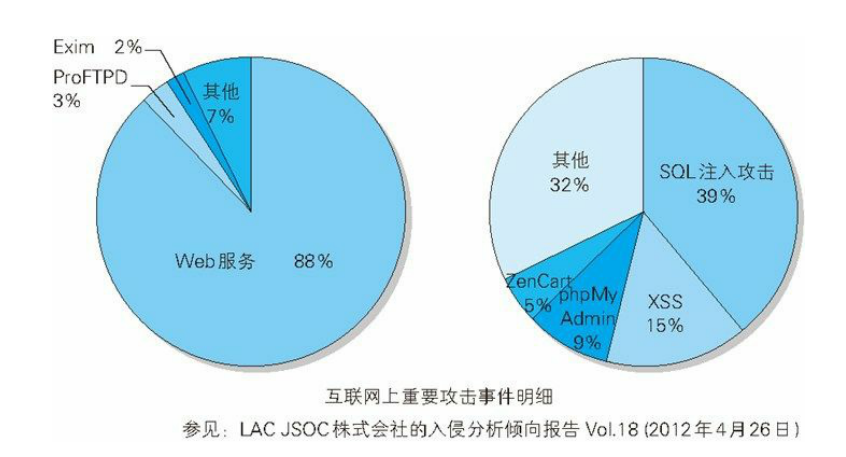 Exim 2%
ProFTPD
3%
其他
7%
Web服务 88%
其他
32%
SQL注入攻击
39%
ZenCart
5%
phpMy
Admin
9%
XSS
15%
互联网上重要攻击事件明细
参见：LAC JSOC株式会社的入侵分析倾向报告 Vol.18 (2012年4月26日)